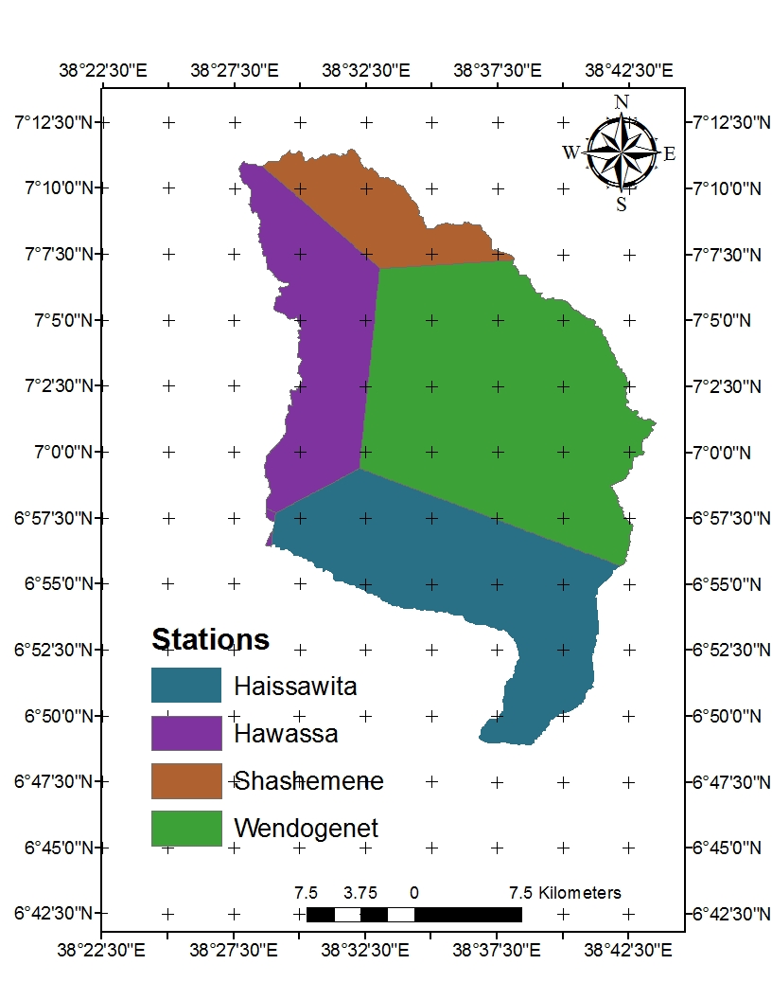 38°22'30"E 38°27'30"E 38°32'30"E 38°37'30"E 38°42'30"E
N
W E
S
7°12'30"N 7°12'30"N
7°10'0"N 7°10'0"N
7°7'30"N 7°7'30"N
7°5'0"N 7°5'0"N
7°2'30"N 7°2'30"N
7°0'0"N 7°0'0"N
6°57'30"N 6°57'30"N
6°55'0"N 6°55'0"N
Stations
6°52'30"N 6°52'30"N
Haissawita
6°50'0"N 6°50'0"N
Hawassa
6°47'30"N Shashemene 6°47'30"N
Wendogenet
6°45'0"N 6°45'0"N
7.5 3.75 0 7.5 Kilometers
6°42'30"N 6°42'30"N
38°22'30"E 38°27'30"E 38°32'30"E 38°37'30"E 38°42'30"E